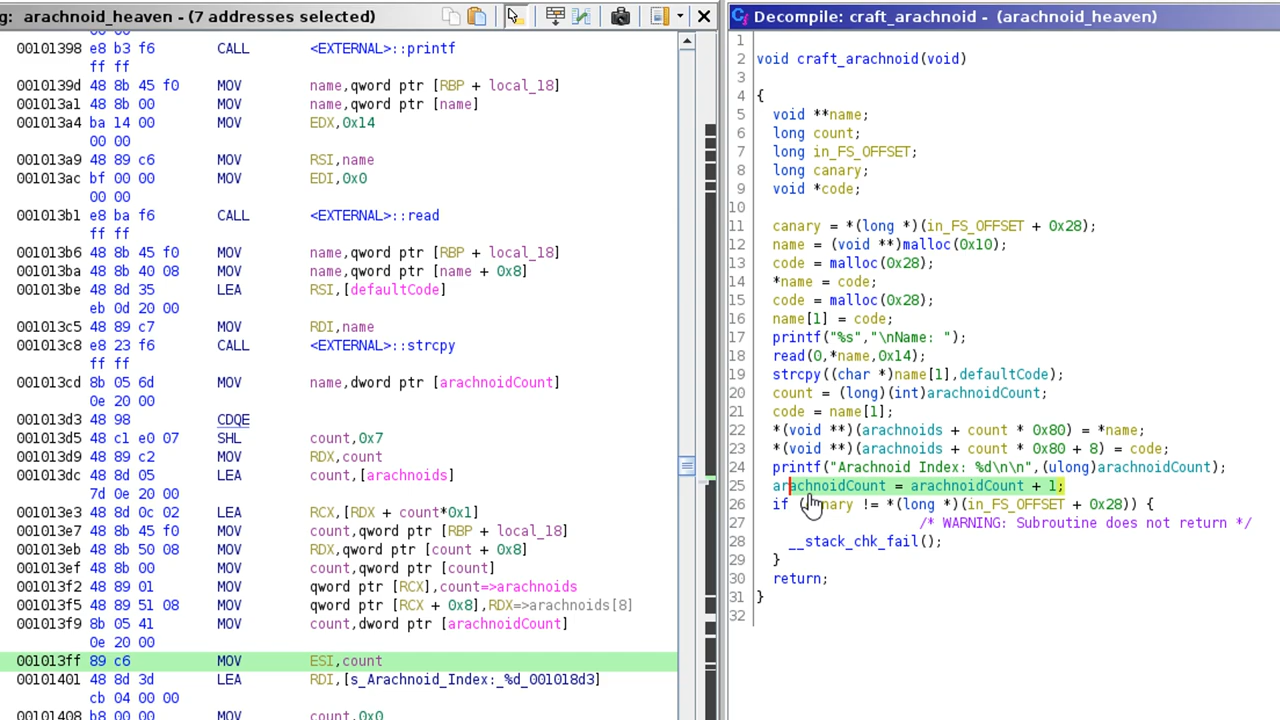 g: arachnoid_heaven - (7 addresses selected)
00101398 e8 b3 f6 CALL <EXTERNAL>::printf
ff ff
0010139d 48 8b 45 f0 MOV name,qword ptr [RBP + local_18]
001013a1 48 8b 00 MOV name,qword ptr [name]
001013a4 ba 14 00 MOV EDX,0x14
00 00
001013a9 48 89 c6 MOV RSI,name
001013ac bf 00 00 MOV EDI,0x0
00 00
001013b1 e8 ba f6 CALL <EXTERNAL>::read
ff ff
001013b6 48 8b 45 f0 MOV name,qword ptr [RBP + local_18]
001013ba 48 8b 40 08 MOV name,qword ptr [name + 0x8]
001013be 48 8d 35 LEA RSI,[defaultCode]
eb 0d 20 00
001013c5 48 89 c7 MOV RDI,name
001013c8 e8 23 f6 CALL <EXTERNAL>::strcpy
ff ff
001013cd 8b 05 6d MOV name,dword ptr [arachnoidCount]
0e 20 00
001013d3 48 98 CDQE
001013d5 48 c1 e0 07 SHL count,0x7
001013d9 48 89 c2 MOV RDX,count
001013dc 48 8d 05 LEA count,[arachnoids]
7d 0e 20 00
001013e3 48 8d 0c 02 LEA RCX,[RDX + count*0x1]
001013e7 48 8b 45 f0 MOV count,qword ptr [RBP + local_18]
001013eb 48 8b 50 08 MOV RDX,qword ptr [count + 0x8]
001013ef 48 8b 00 MOV count,qword ptr [count]
001013f2 48 89 01 MOV qword ptr [RCX],count=>arachnoids
001013f5 48 89 51 08 MOV qword ptr [RCX + 0x8],RDX=>arachnoids[8]
001013f9 8b 05 41 MOV count,dword ptr [arachnoidCount]
0e 20 00
001013ff 89 c6 MOV ESI,count
00101401 48 8d 3d LEA RDI,[s_Arachnoid_Index:_%d_001018d3]
cb 04 00 00
00101408 b8 00 00 MOV count,0x0
Decompile: craft_arachnoid - (arachnoid_heaven)
1
2 void craft_arachnoid(void)
3
4 {
5 void **name;
6 long count;
7 long in_FS_OFFSET;
8 long canary;
9 void *code;
10
11 canary = *(long *)(in_FS_OFFSET + 0x28);
12 name = (void **)malloc(0x10);
13 code = malloc(0x28);
14 *name = code;
15 code = malloc(0x28);
16 name[1] = code;
17 printf("%s","\nName: ");
18 read(0,*name,0x14);
19 strcpy((char *)name[1],defaultCode);
20 count = (long)(int)arachnoidCount;
21 code = name[1];
22 *(void **)(arachnoids + count * 0x80) = *name;
23 *(void **)(arachnoids + count * 0x80 + 8) = code;
24 printf("Arachnoid Index: %d\n\n",(ulong)arachnoidCount);
25 arachnoidCount = arachnoidCount + 1;
26 if (canary != *(long *)(in_FS_OFFSET + 0x28)) {
27 /* WARNING: Subroutine does not return */
28 __stack_chk_fail();
29 }
30 return;
31 }
32